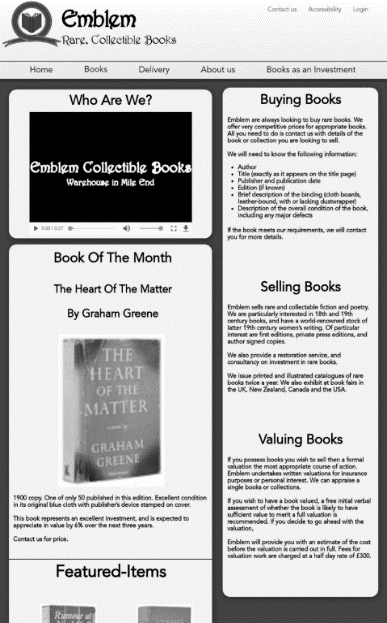 Emblem
Rare, Collectible Books
Contact us Accessibility Login
Home Books Delivery About us Books as an Investment
Who Are We?
Emblem Collectible Books
Warehouse in Mile End
0:00 / 0:27
Book Of The Month
The Heart Of The Matter
By Graham Greene
THE
HEART
OF THE
MATTER
a novel by
GRAHAM
GREENE
1900 copy. One of only 50 published in this edition. Excellent condition
in its original blue cloth with publisher's device stamped on cover.
This book represents an excellent investment, and is expected to
appreciate in value by 6% over the next three years.
Contact us for price.
Featured-Items
Rumour at
Buying Books
Emblem are always looking to buy rare books. We
offer very competitive prices for appropriate books.
All you need to do is contact us with details of the
book or collection you are looking to sell.
We will need to know the following information:
• Author
• Title (exactly as it appears on the title page)
• Publisher and publication date
• Edition (if known)
• Brief description of the binding (cloth boards,
leather-bound, with or lacking dustwrapper)
• Description of the overall condition of the book,
including any major defects
If the book meets our requirements, we will contact
you for more details.
Selling Books
Emblem sells rare and collectable fiction and poetry.
We are particularly interested in 18th and 19th
century books, and have a world-renowned stock of
latter 19th century women's writing. Of particular
interest are first editions, private press editions, and
author signed copies.
We also provide a restoration service, and
consultancy on investment in rare books.
We issue printed and illustrated catalogues of rare
books twice a year. We also exhibit at book fairs in
the UK, New Zealand, Canada and the USA.
Valuing Books
If you possess books you wish to sell then a formal
valuation the most appropriate course of action.
Emblem undertakes written valuations for insurance
purposes or personal interest. We can appraise a
single books or collections.
If you wish to have a book valued, a free initial verbal
assessment of whether the book is likely to have
sufficient value to merit a full valuation is
recommended. If you decide to go ahead with the
valuation,
Emblem will provide you with an estimate of the cost
before the valuation is carried out in full. Fees for
valuation work are charged at a half day rate of £300.